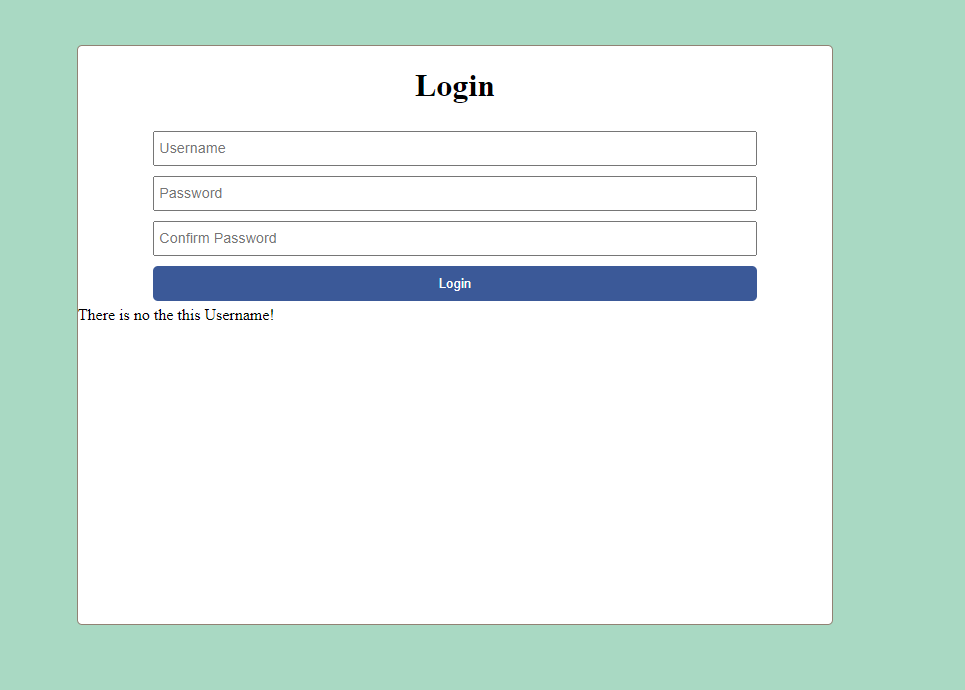 Login
Username
Password
Confirm Password
Login
There is no the this Username!